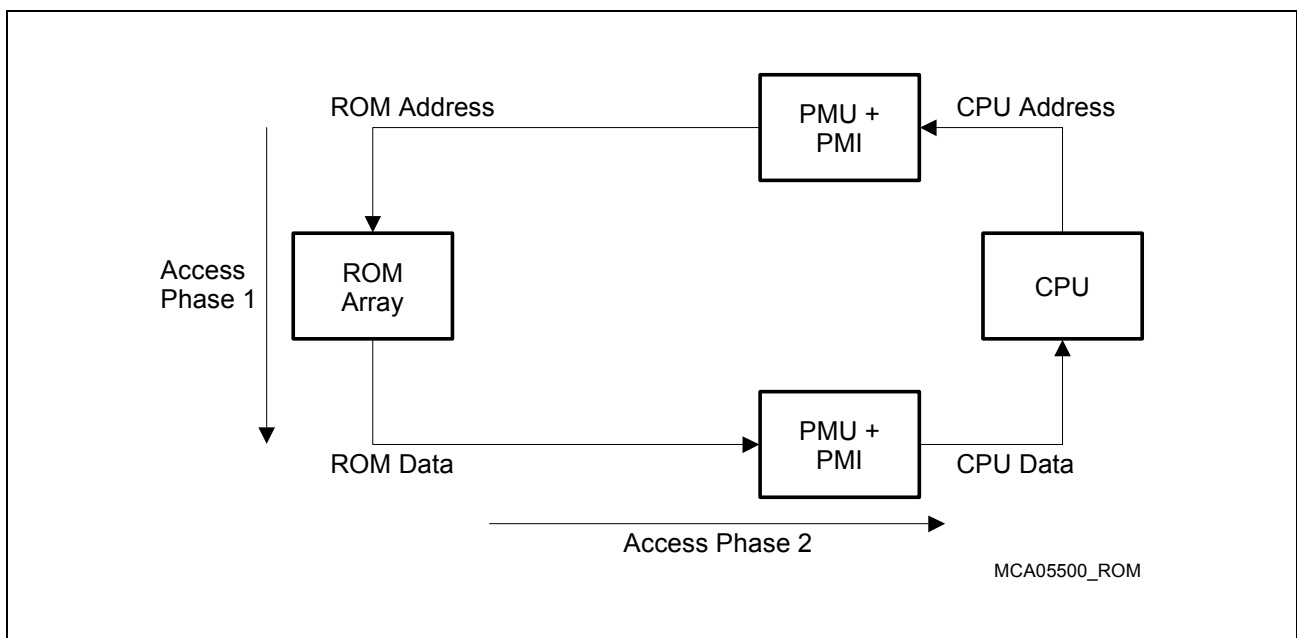 ROM Address
PMU +
PMI
CPU Address
Access
Phase 1
ROM
Array
CPU
ROM Data
PMU +
PMI
CPU Data
Access Phase 2
MCA05500_ROM